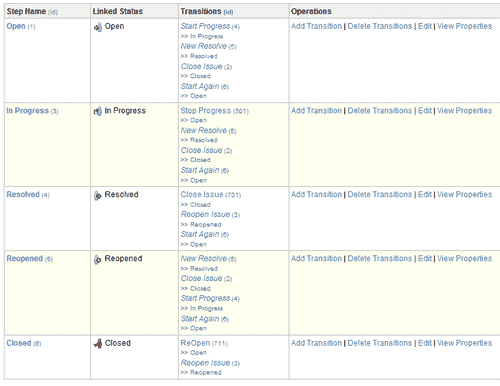 Step Name (id) Linked Status Transitions (id) Operations
Open (1) Open Start Progress (4) Add Transition | Delete Transitions | Edit | View Properties
>> In Progress
New Resolve (5)
>> Resolved
Close Issue (2)
>> Closed
Start Again (6)
>> Open
In Progress (3) In Progress Stop Progress (301) Add Transition | Delete Transitions | Edit | View Properties
>> Open
New Resolve (5)
>> Resolved
Close Issue (2)
>> Closed
Start Again (6)
>> Open
Resolved (4) Resolved Close Issue (701) Add Transition | Delete Transitions | Edit | View Properties
>> Closed
Reopen Issue (3)
>> Reopened
Start Again (6)
>> Open
Reopened (5) Reopened New Resolve (5) Add Transition | Delete Transitions | Edit | View Properties
>> Resolved
Close Issue (2)
>> Closed
Start Progress (4)
>> In Progress
Start Again (6)
>> Open
Closed (6) Closed ReOpen (711) Add Transition | Delete Transitions | Edit | View Properties
>> Open
Reopen Issue (3)
>> Reopened